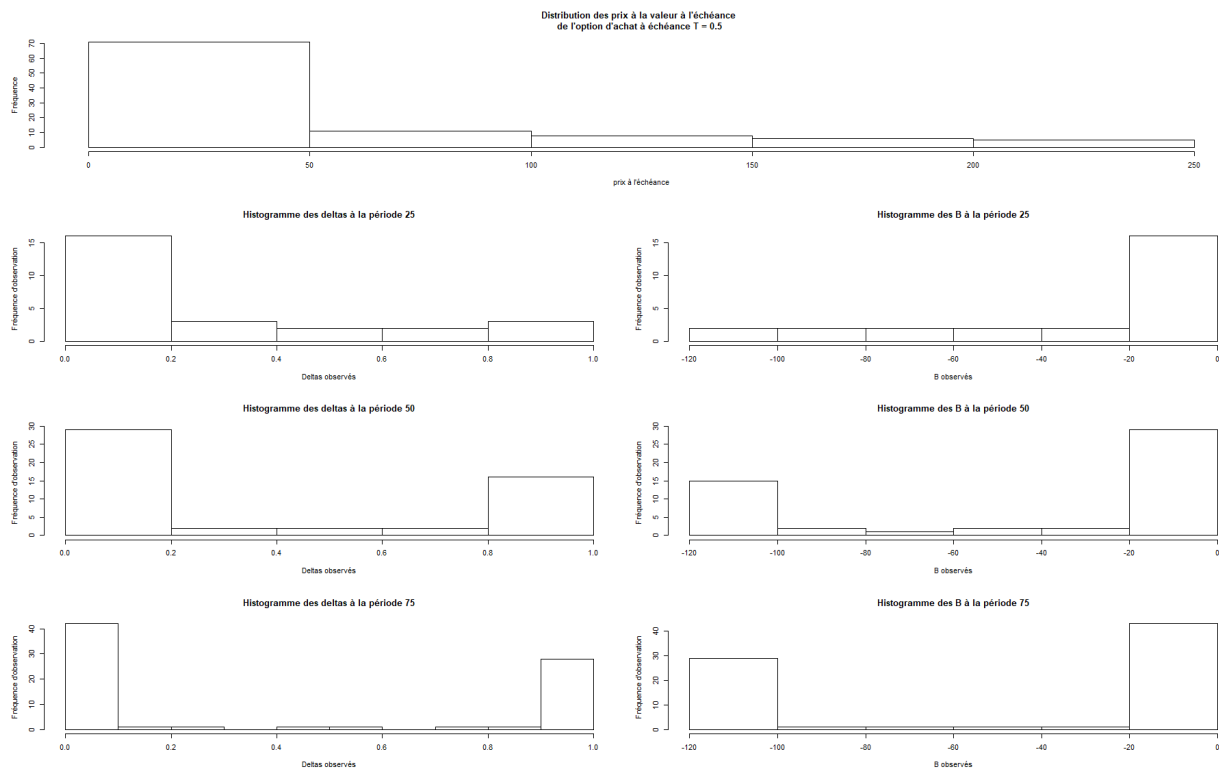 Distribution des prix à la valeur à l'échéance
de l'option d'achat à échéance T = 0.5
Fréquence
0 10 20 30 40 50 60 70
0 50 100 150 200 250
prix à l'échéance
Histogramme des deltas à la période 25
Fréquence d'observation
0 5 10 15
0.0 0.2 0.4 0.6 0.8 1.0
Deltas observés
Histogramme des B à la période 25
Fréquence d'observation
0 5 10 15
-120 -100 -80 -60 -40 -20 0
B observés
Histogramme des deltas à la période 50
Fréquence d'observation
0 5 10 15 20 25 30
0.0 0.2 0.4 0.6 0.8 1.0
Deltas observés
Histogramme des B à la période 50
Fréquence d'observation
0 5 10 15 20 25 30
-120 -100 -80 -60 -40 -20 0
B observés
Histogramme des deltas à la période 75
Fréquence d'observation
0 10 20 30 40
0.0 0.2 0.4 0.6 0.8 1.0
Deltas observés
Histogramme des B à la période 75
Fréquence d'observation
0 10 20 30 40
-120 -100 -80 -60 -40 -20 0
B observés